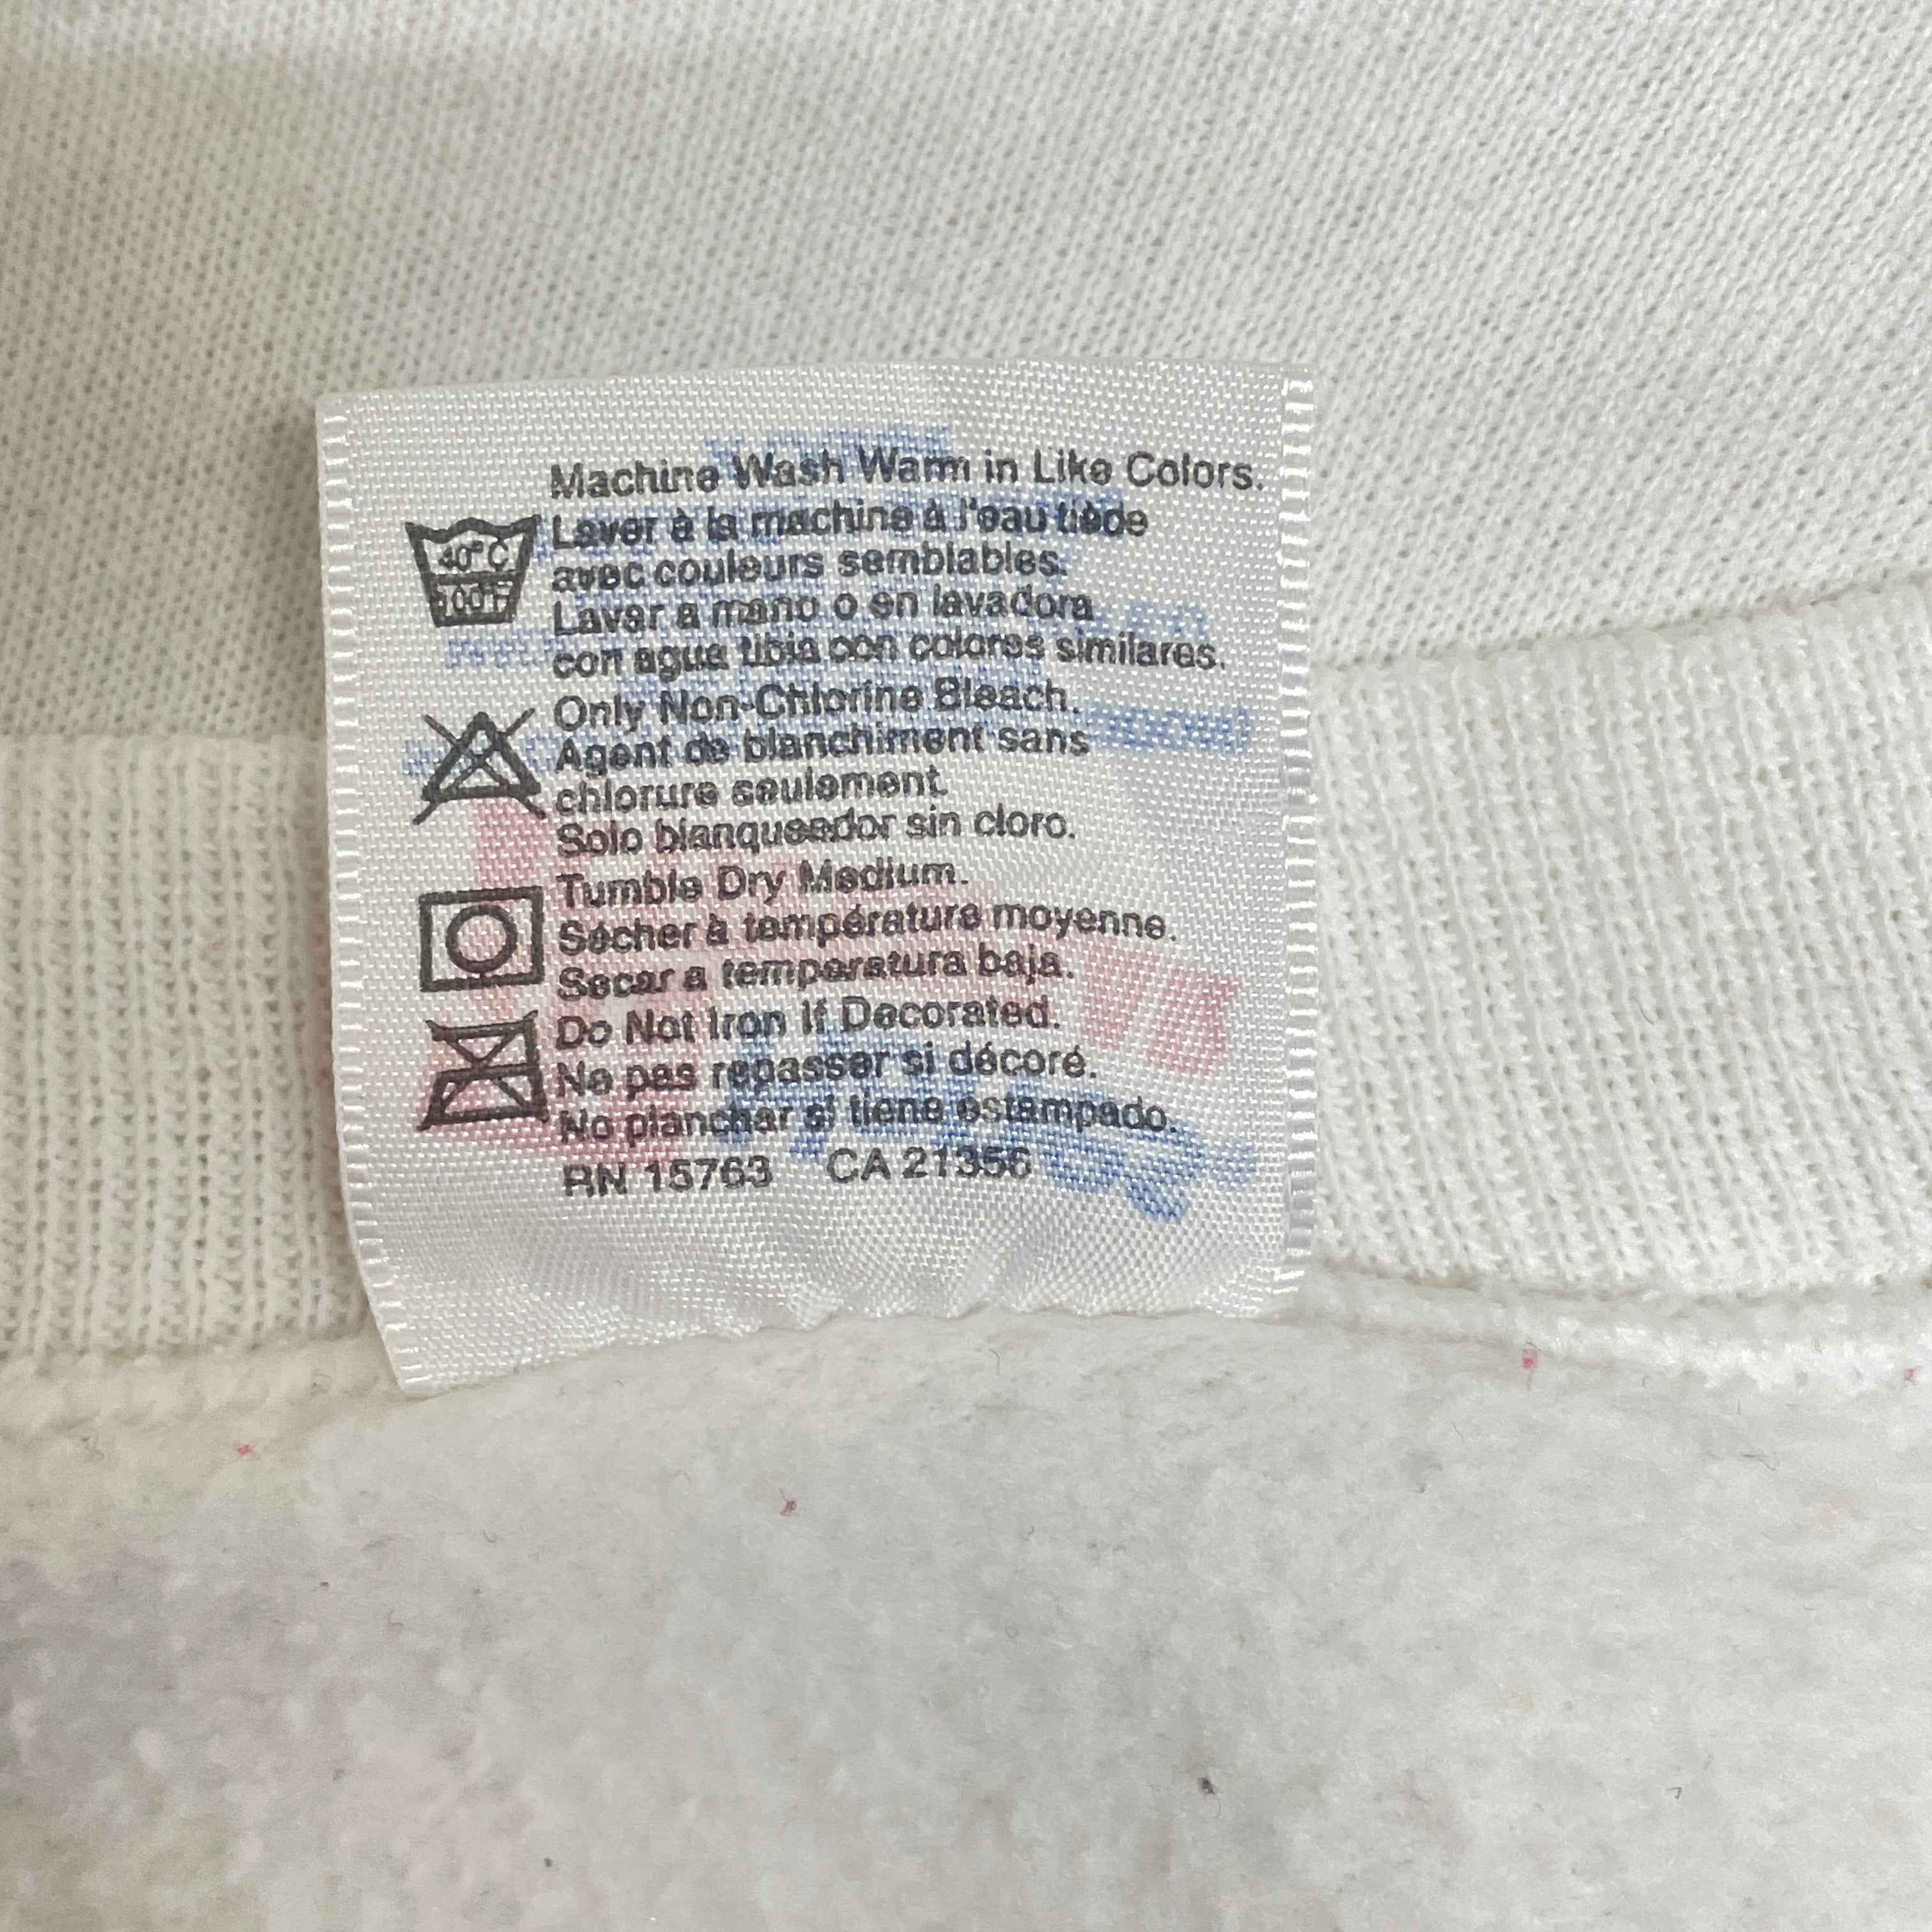 Machine Wash Warm in Like Colors.
40°C
100°F
Laver à la machine à l'eau tiède
avec couleurs semblables.
Lavar a mano o en lavadora
con agua tibia con colores similares.
Only Non-Chlorine Bleach.
Agent de blanchiment sans
chlorure seulement.
Solo blanqueador sin cloro.
Tumble Dry Medium.
Sécher à température moyenne.
Secar a temperatura baja.
Do Not Iron If Decorated.
Ne pas repasser si décoré.
No planchar si tiene estampado.
RN 15763 CA 21356